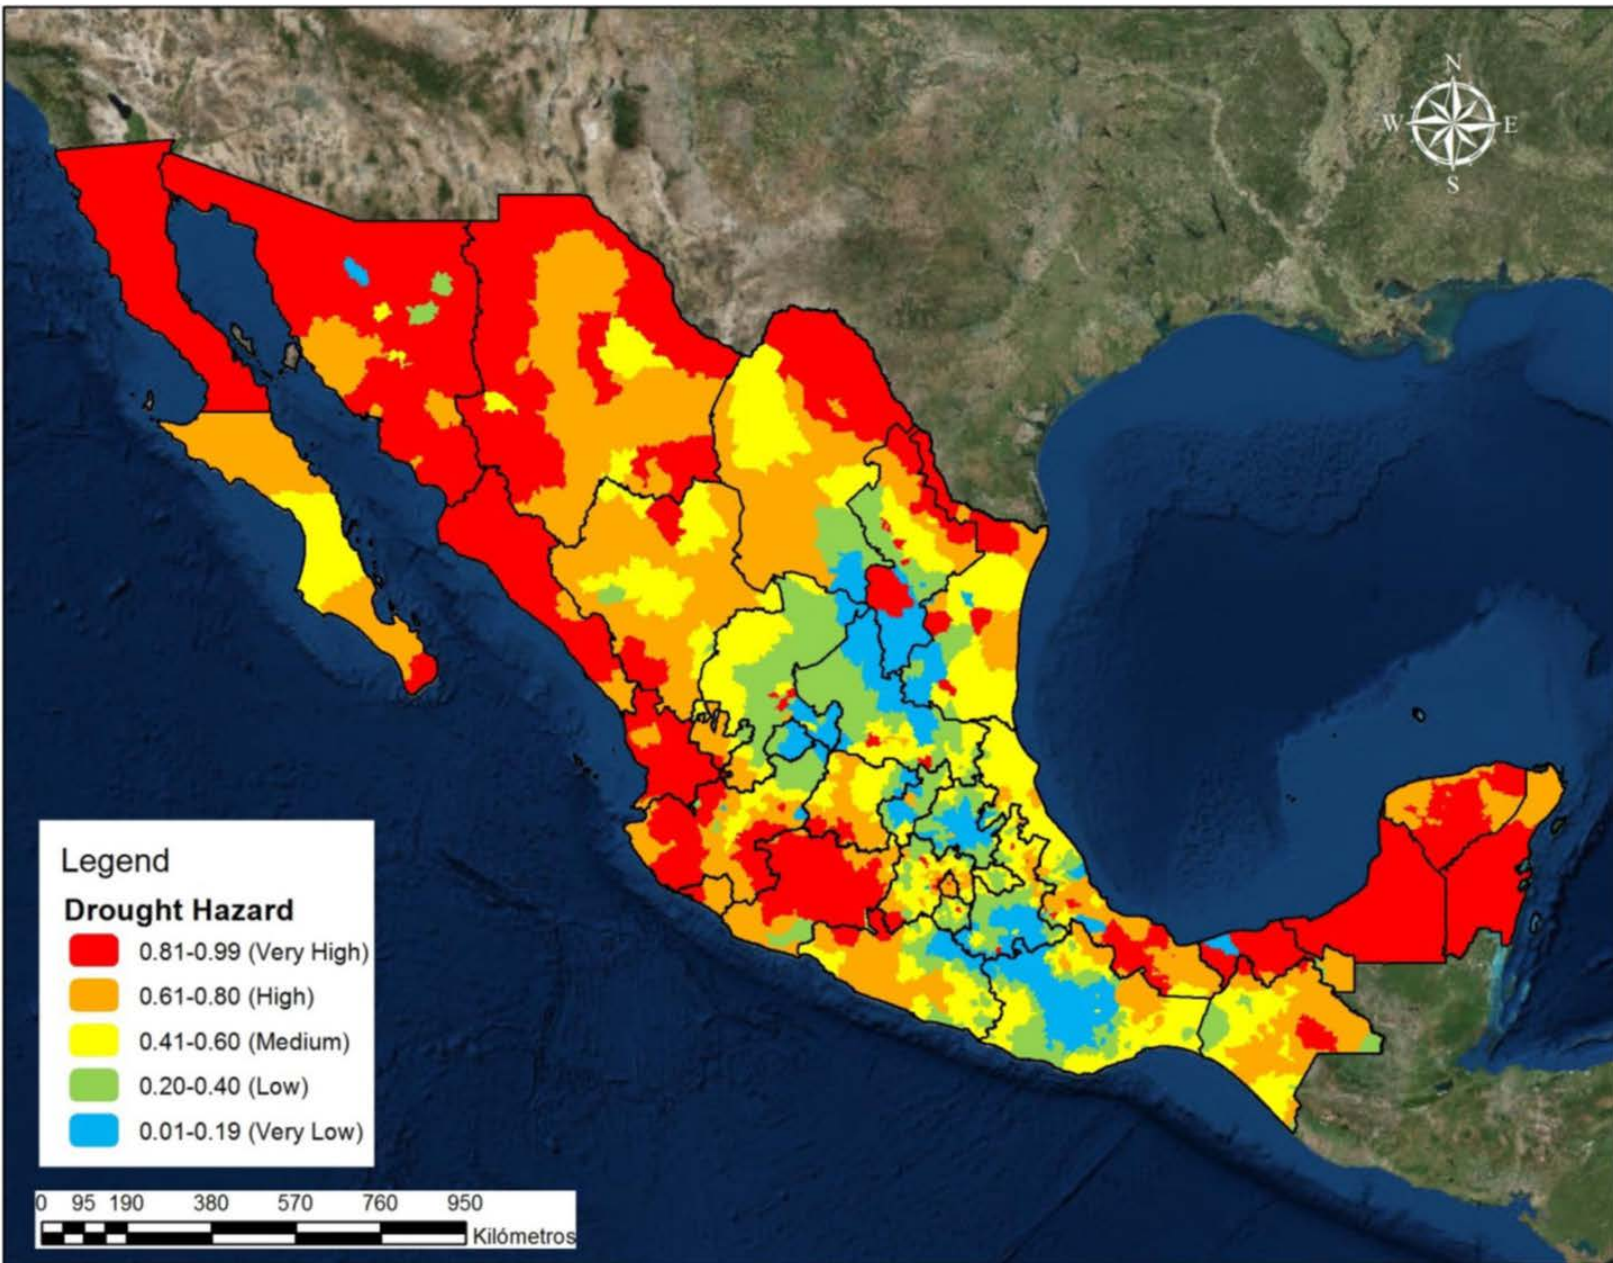 N
W E
S
Legend
Drought Hazard
0.81-0.99 (Very High)
0.61-0.80 (High)
0.41-0.60 (Medium)
0.20-0.40 (Low)
0.01-0.19 (Very Low)
0 95 190 380 570 760 950
Kilómetros